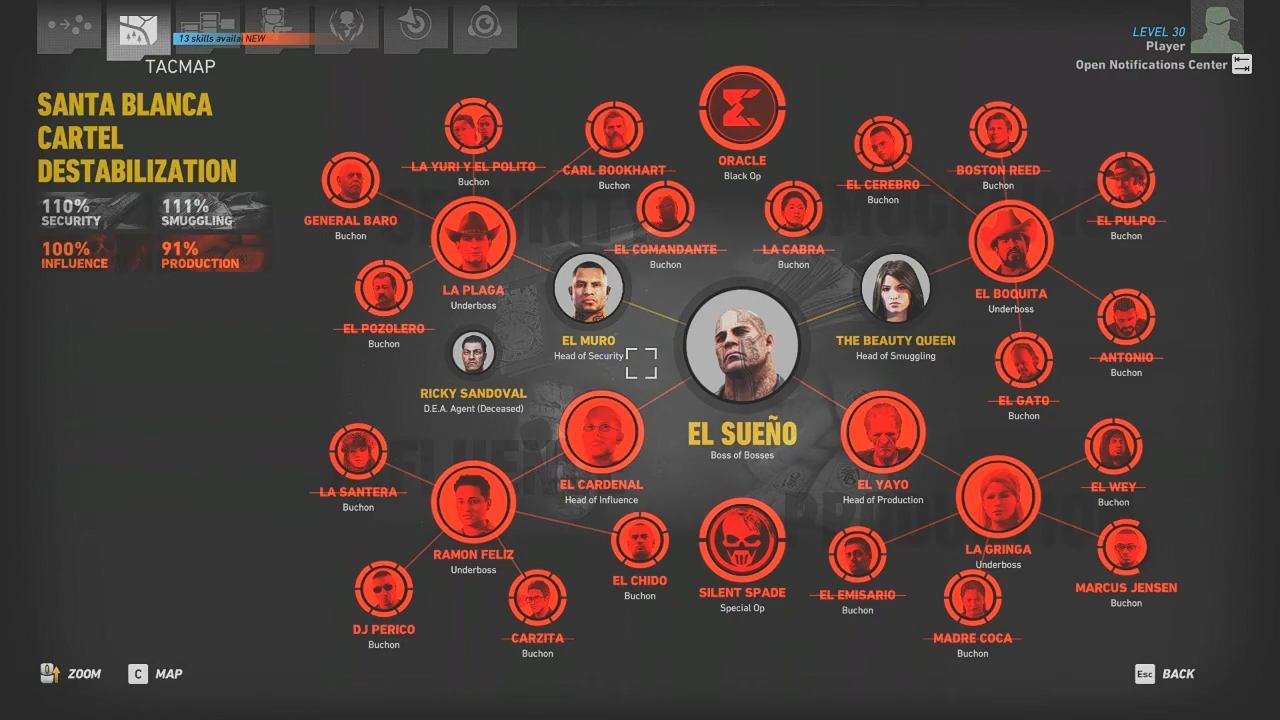 13 skills availa NEW
TACMAP
LEVEL 30
Player
Open Notifications Center
SANTA BLANCA
CARTEL
DESTABILIZATION
110%
SECURITY
111%
SMUGGLING
100%
INFLUENCE
91%
PRODUCTION
LA YURI Y EL POLITO
Buchon
CARL BOOKHART
Buchon
ORACLE
Black Op
EL CEREBRO
Buchon
BOSTON REED
Buchon
GENERAL BARO
Buchon
EL COMANDANTE
Buchon
LA CABRA
Buchon
EL PULPO
Buchon
LA PLAGA
Underboss
EL BOQUITA
Underboss
EL POZOLERO
Buchon
EL MURO
Head of Security
THE BEAUTY QUEEN
Head of Smuggling
ANTONIO
Buchon
RICKY SANDOVAL
D.E.A. Agent (Deceased)
EL GATO
Buchon
EL SUEÑO
Boss of Bosses
LA SANTERA
Buchon
EL CARDENAL
Head of Influence
EL YAYO
Head of Production
EL WEY
Buchon
RAMON FELIZ
Underboss
LA GRINGA
Underboss
EL CHIDO
Buchon
SILENT SPADE
Special Op
EL EMISARIO
Buchon
MARCUS JENSEN
Buchon
DJ PERICO
Buchon
CARZITA
Buchon
MADRE COCA
Buchon
ZOOM
C MAP
Esc BACK